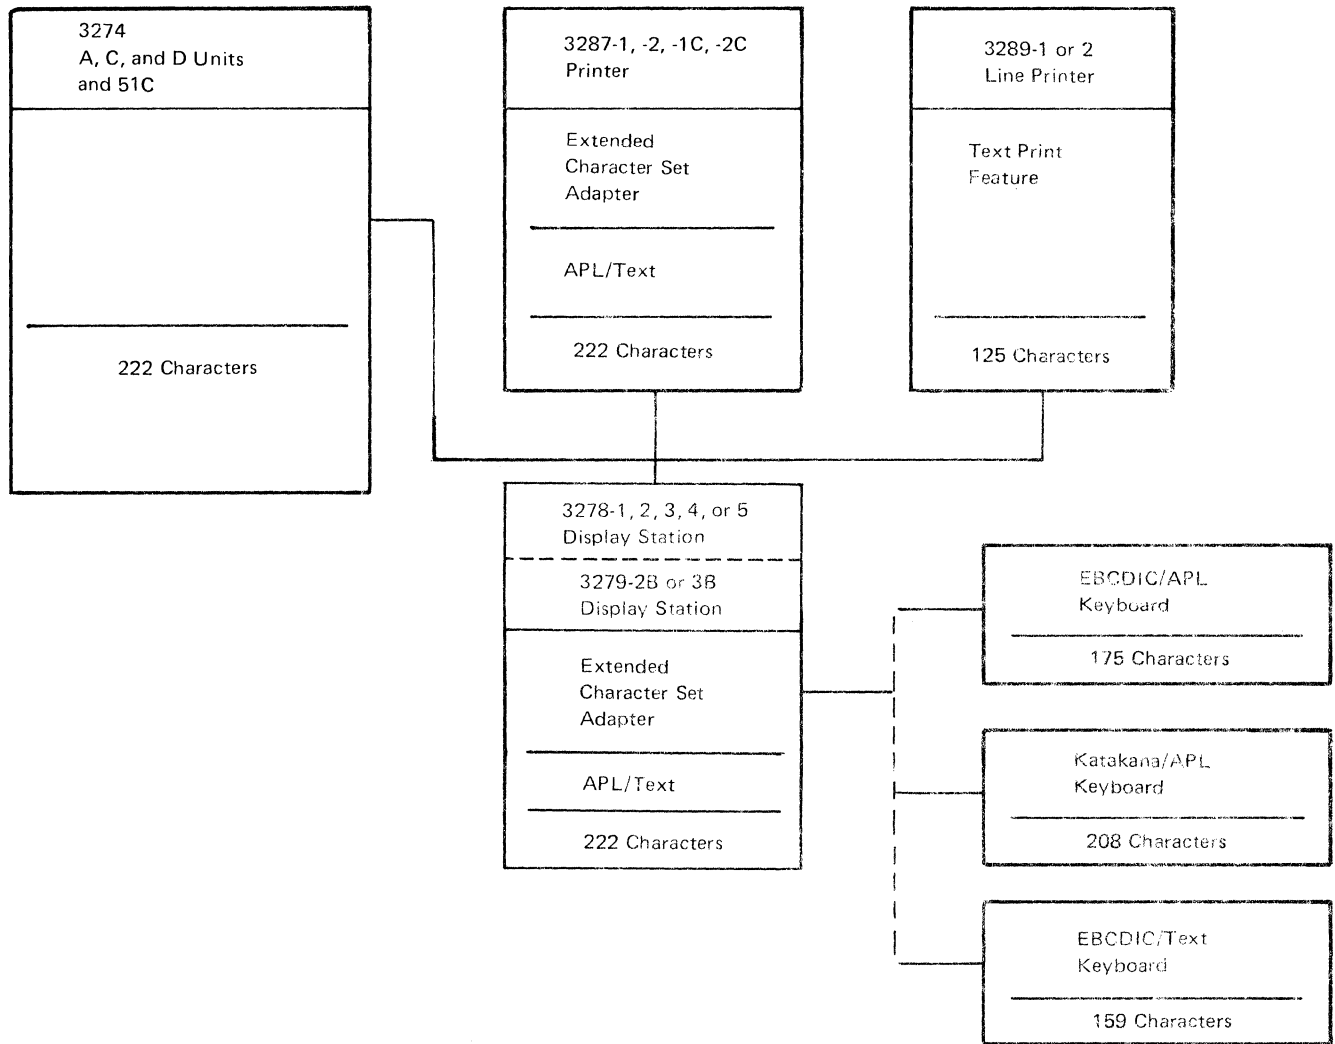 3274
A, C, and D Units
and 51C
222 Characters
3287-1, -2, -1C, -2C
Printer
Extended
Character Set
Adapter
APL/Text
222 Characters
3289-1 or 2
Line Printer
Text Print
Feature
125 Characters
3278-1, 2, 3, 4, or 5
Display Station
3279-2B or 3B
Display Station
Extended
Character Set
Adapter
APL/Text
222 Characters
EBCDIC/APL
Keyboard
175 Characters
Katakana/APL
Keyboard
208 Characters
EBCDIC/Text
Keyboard
159 Characters